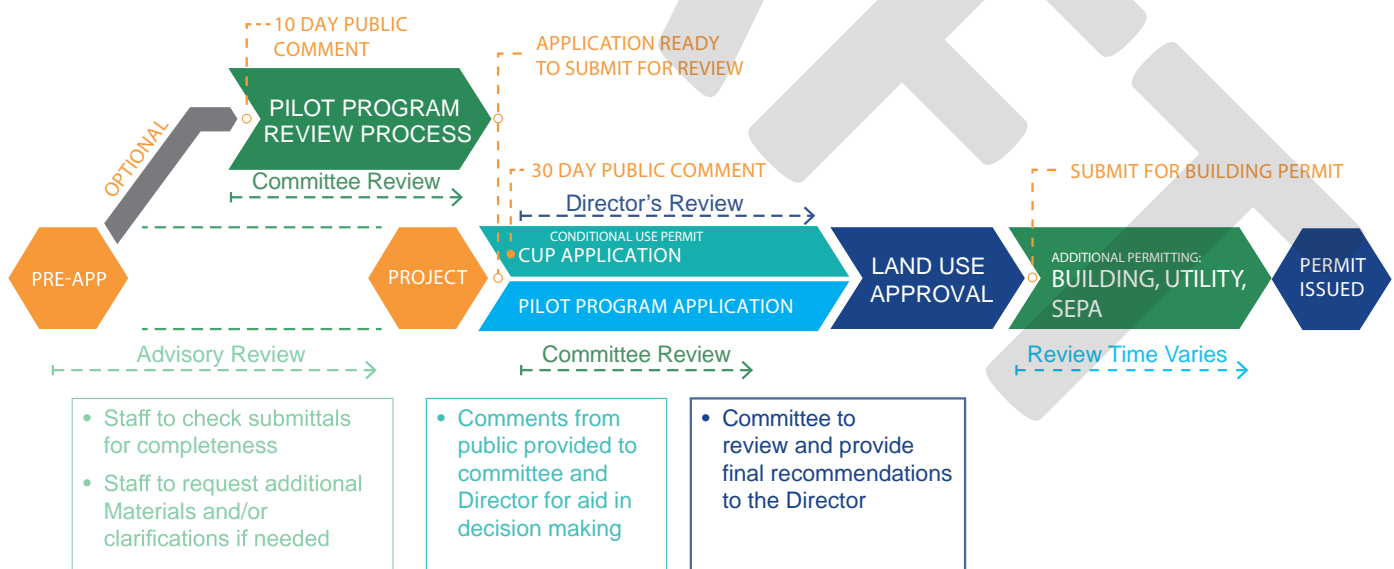 10 DAY PUBLIC
COMMENT
APPLICATION READY
TO SUBMIT FOR REVIEW
PILOT PROGRAM
REVIEW PROCESS
OPTIONAL
Committee Review
30 DAY PUBLIC COMMENT
SUBMIT FOR BUILDING PERMIT
Director's Review
PRE-APP
PROJECT
CONDITIONAL USE PERMIT
CUP APPLICATION
PILOT PROGRAM APPLICATION
LAND USE
APPROVAL
ADDITIONAL PERMITTING:
BUILDING, UTILITY,
SEPA
PERMIT
ISSUED
Advisory Review
Committee Review
Review Time Varies
• Staff to check submittals
for completeness
• Staff to request additional
Materials and/or
clarifications if needed
• Comments from
public provided to
committee and
Director for aid in
decision making
• Committee to
review and provide
final recommendations
to the Director